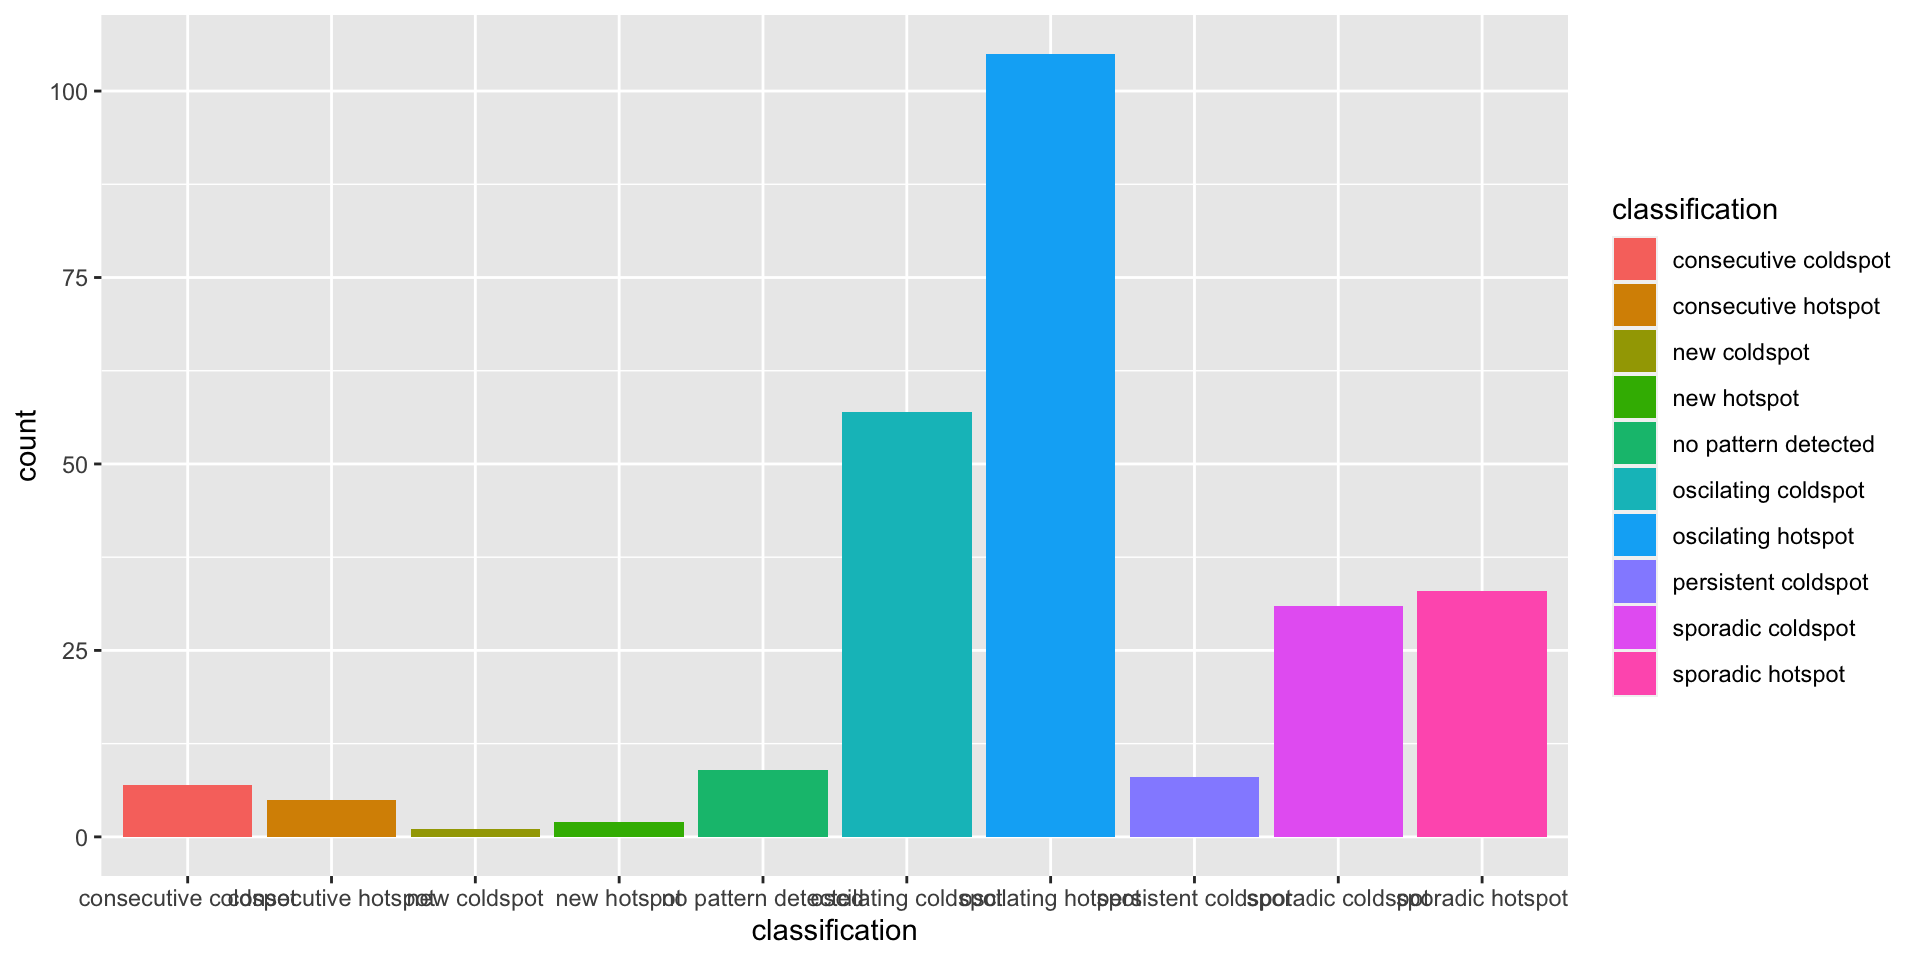 100
75
50
25
0
count
consecutive coldspot
consecutive hotspot
new coldspot
new hotspot
no pattern detected
oscilating coldspot
oscilating hotspot
persistent coldspot
sporadic coldspot
sporadic hotspot
classification
classification
consecutive coldspot
consecutive hotspot
new coldspot
new hotspot
no pattern detected
oscilating coldspot
oscilating hotspot
persistent coldspot
sporadic coldspot
sporadic hotspot